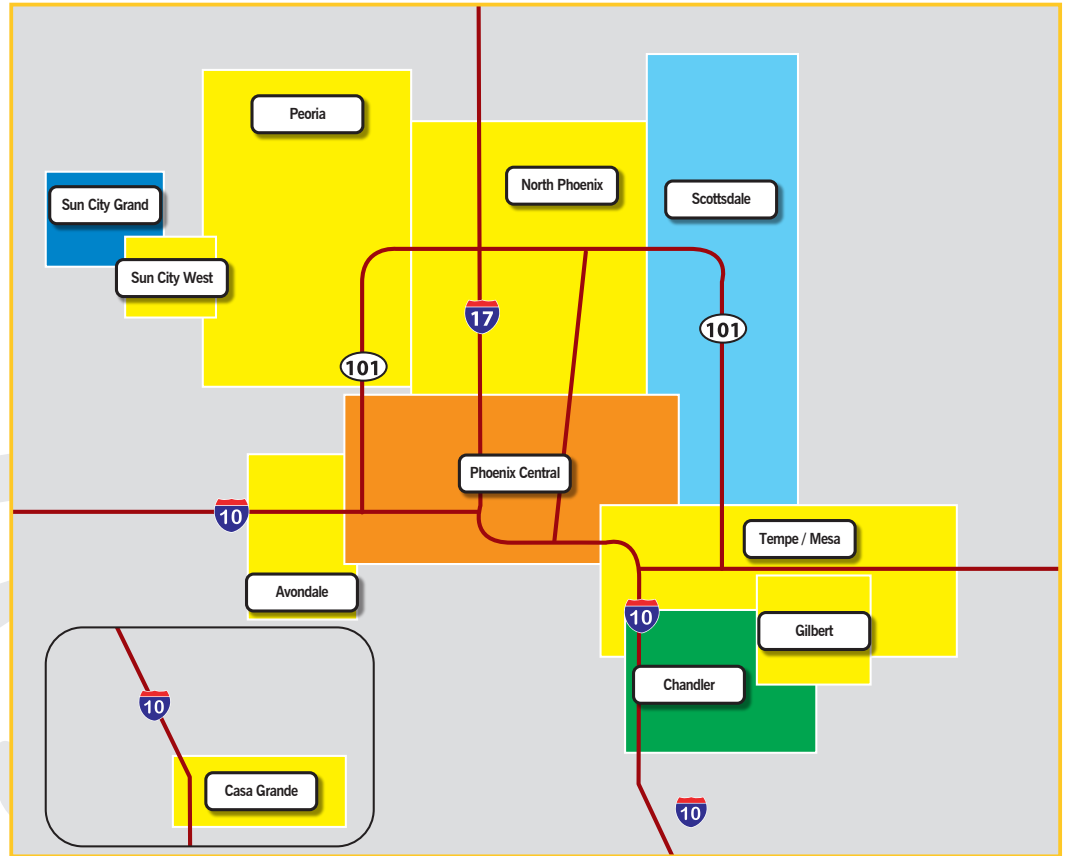 Peoria
North Phoenix
Scottsdale
Sun City Grand
Sun City West
17
101
101
Phoenix Central
10
Tempe / Mesa
Avondale
10
Gilbert
Chandler
10
Casa Grande
10